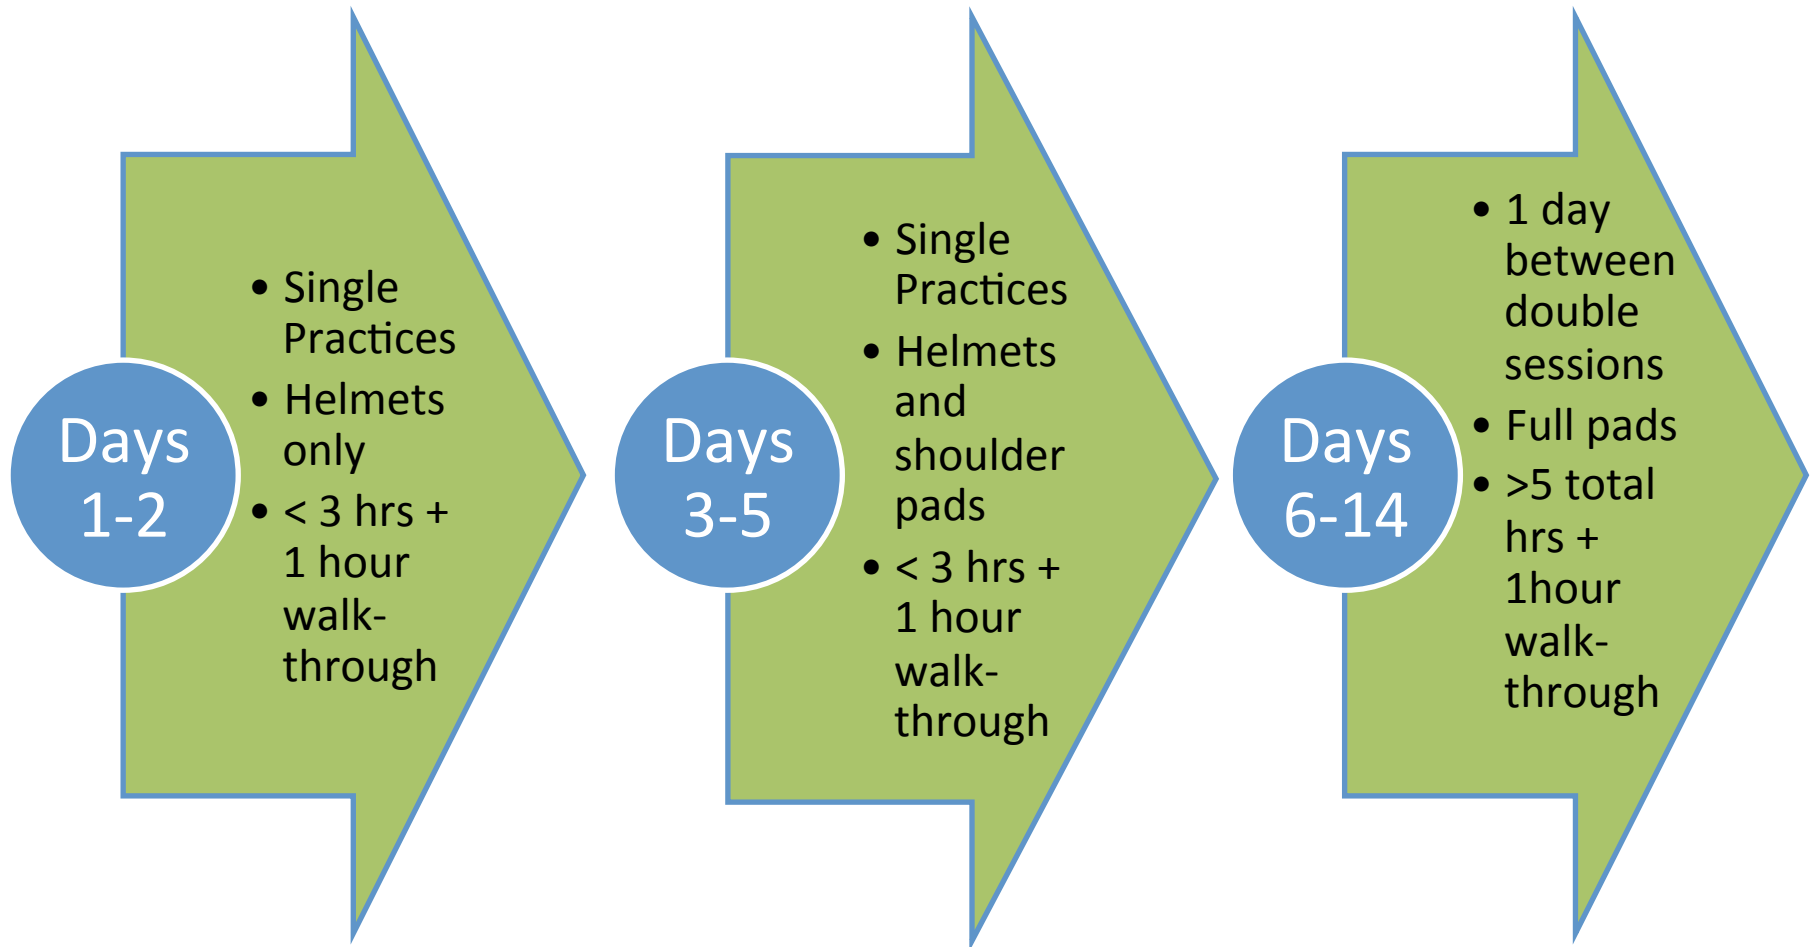 Days
1-2
• Single
Practices
• Helmets
only
• < 3 hrs +
1 hour
walk-
through
Days
3-5
• Single
Practices
• Helmets
and
shoulder
pads
• < 3 hrs +
1 hour
walk-
through
Days
6-14
• 1 day
between
double
sessions
• Full pads
• >5 total
hrs +
1hour
walk-
through